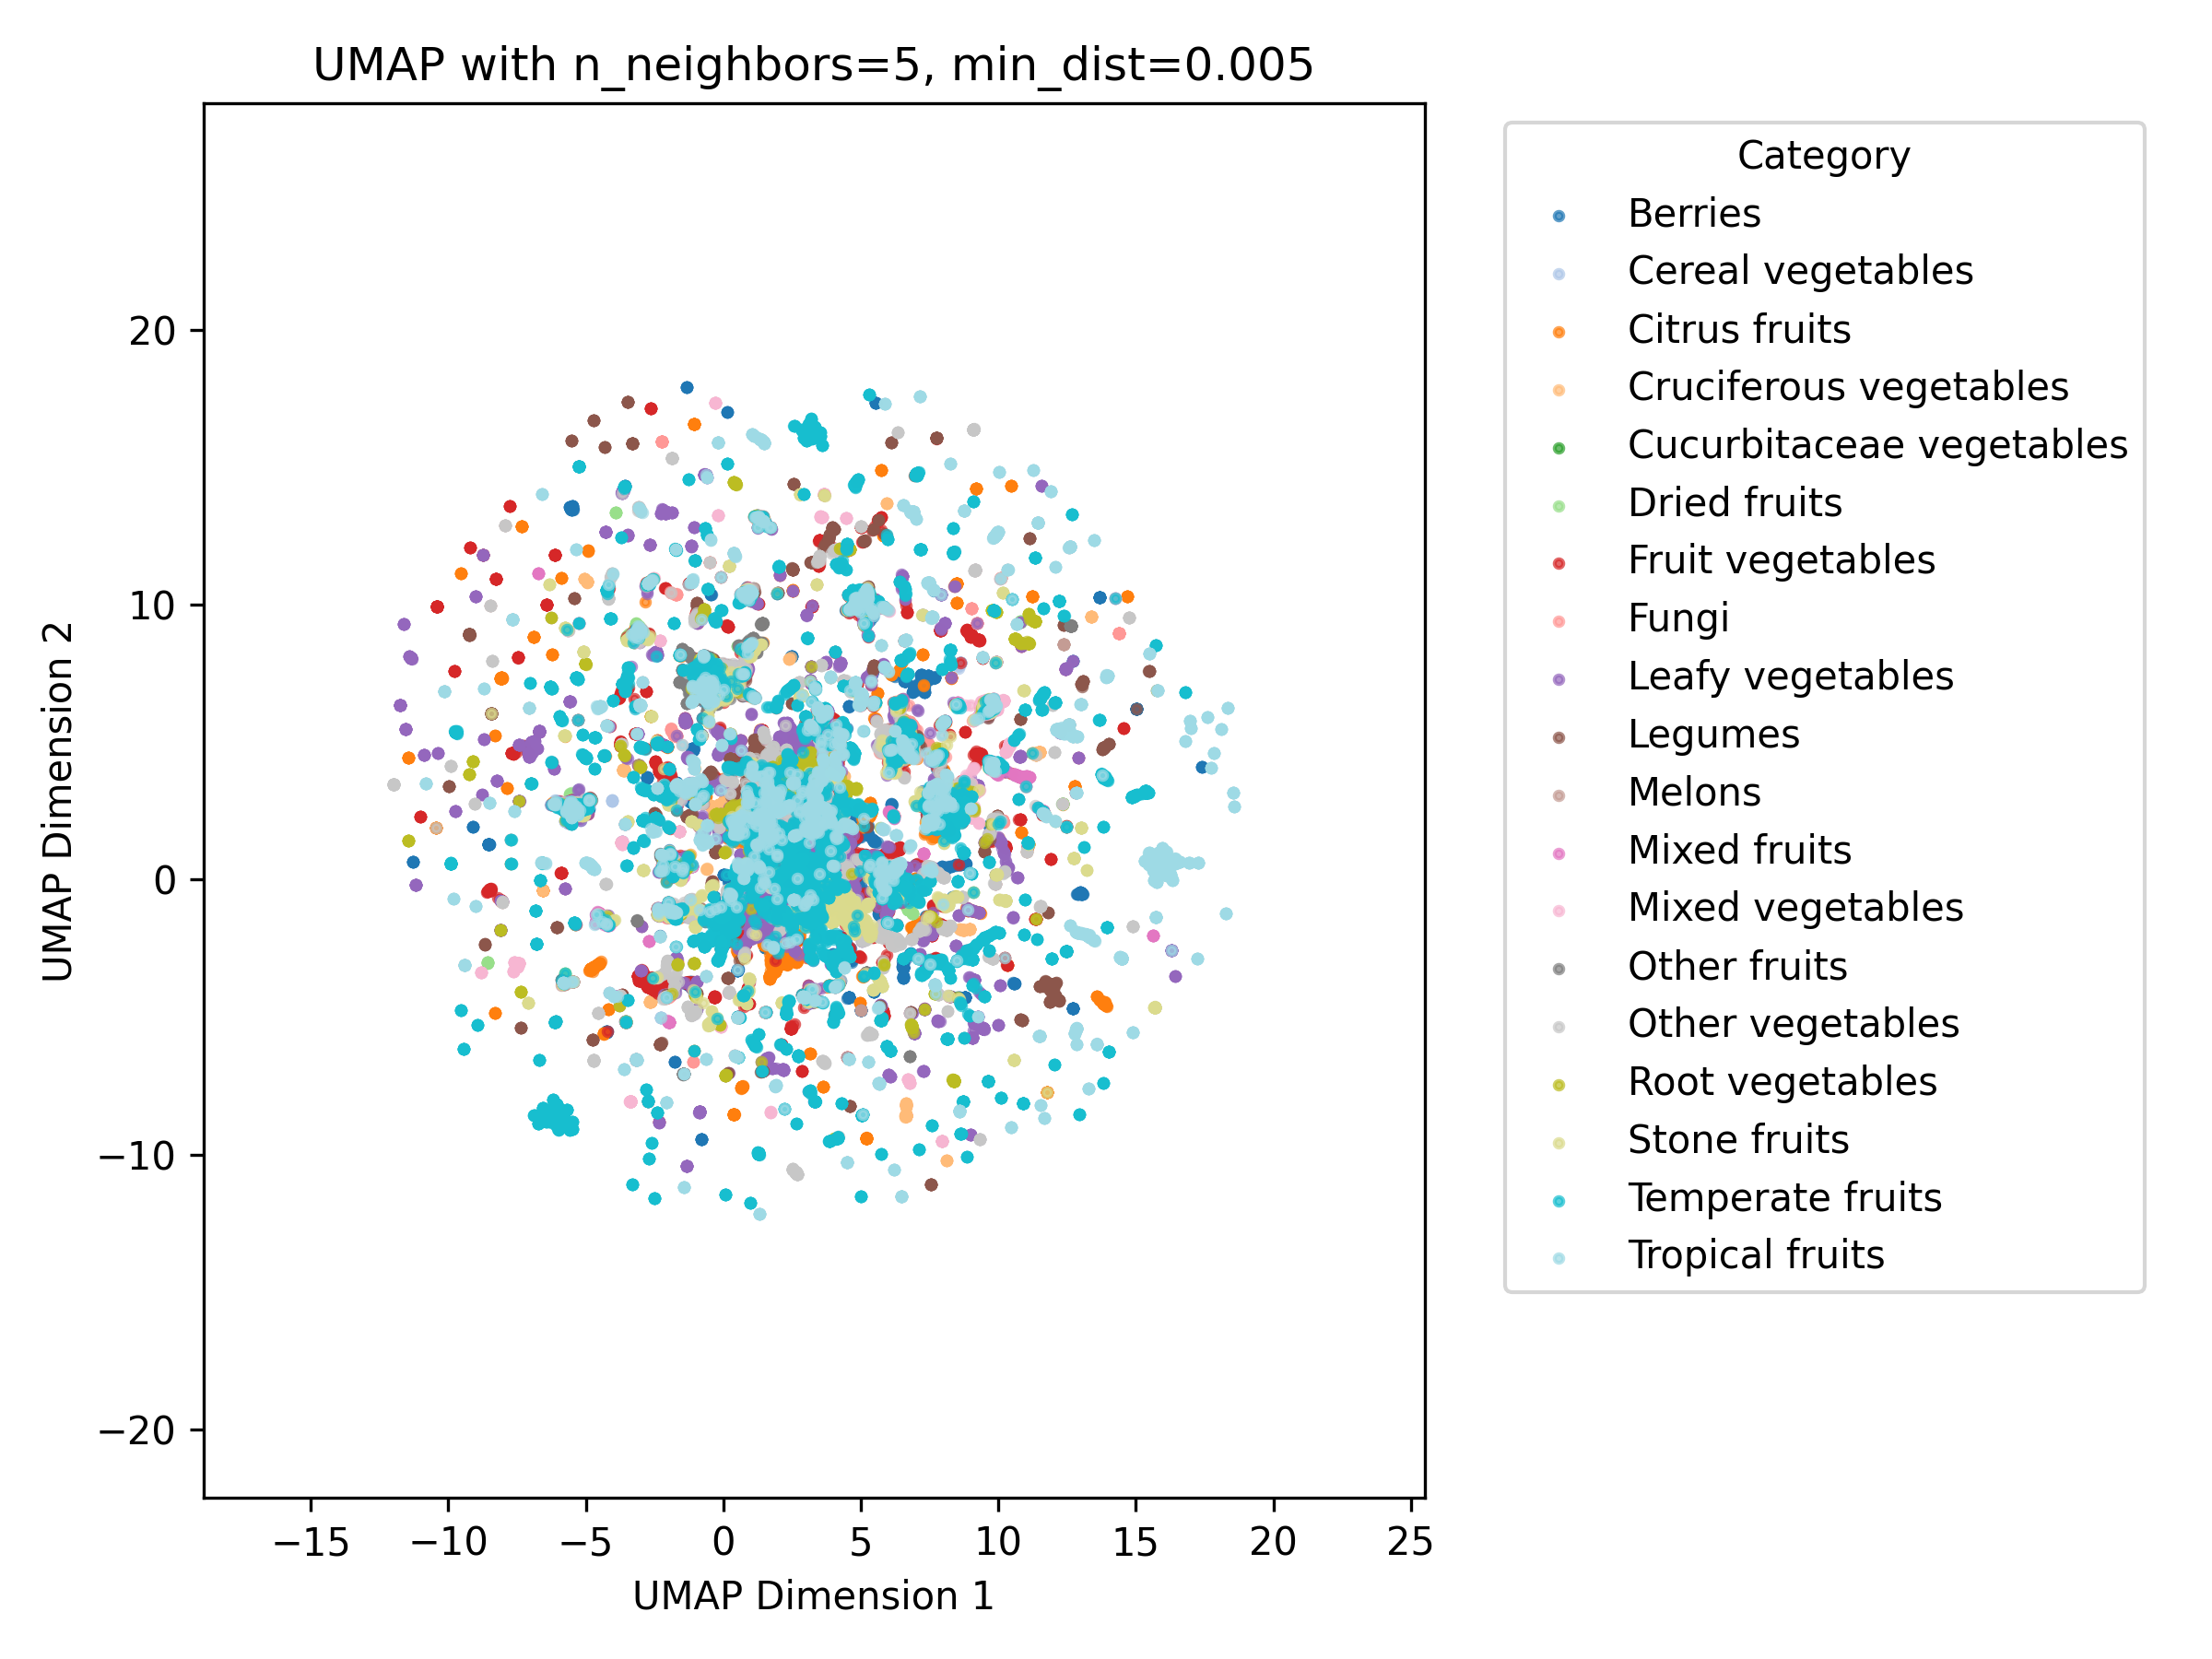 UMAP with n_neighbors=5, min_dist=0.005
Category
Berries
Cereal vegetables
Citrus fruits
Cruciferous vegetables
Cucurbitaceae vegetables
Dried fruits
Fruit vegetables
Fungi
Leafy vegetables
Legumes
Melons
Mixed fruits
Mixed vegetables
Other fruits
Other vegetables
Root vegetables
Stone fruits
Temperate fruits
Tropical fruits
UMAP Dimension 2
20
10
0
−10
−20
−15 −10 −5 0 5 10 15 20 25
UMAP Dimension 1